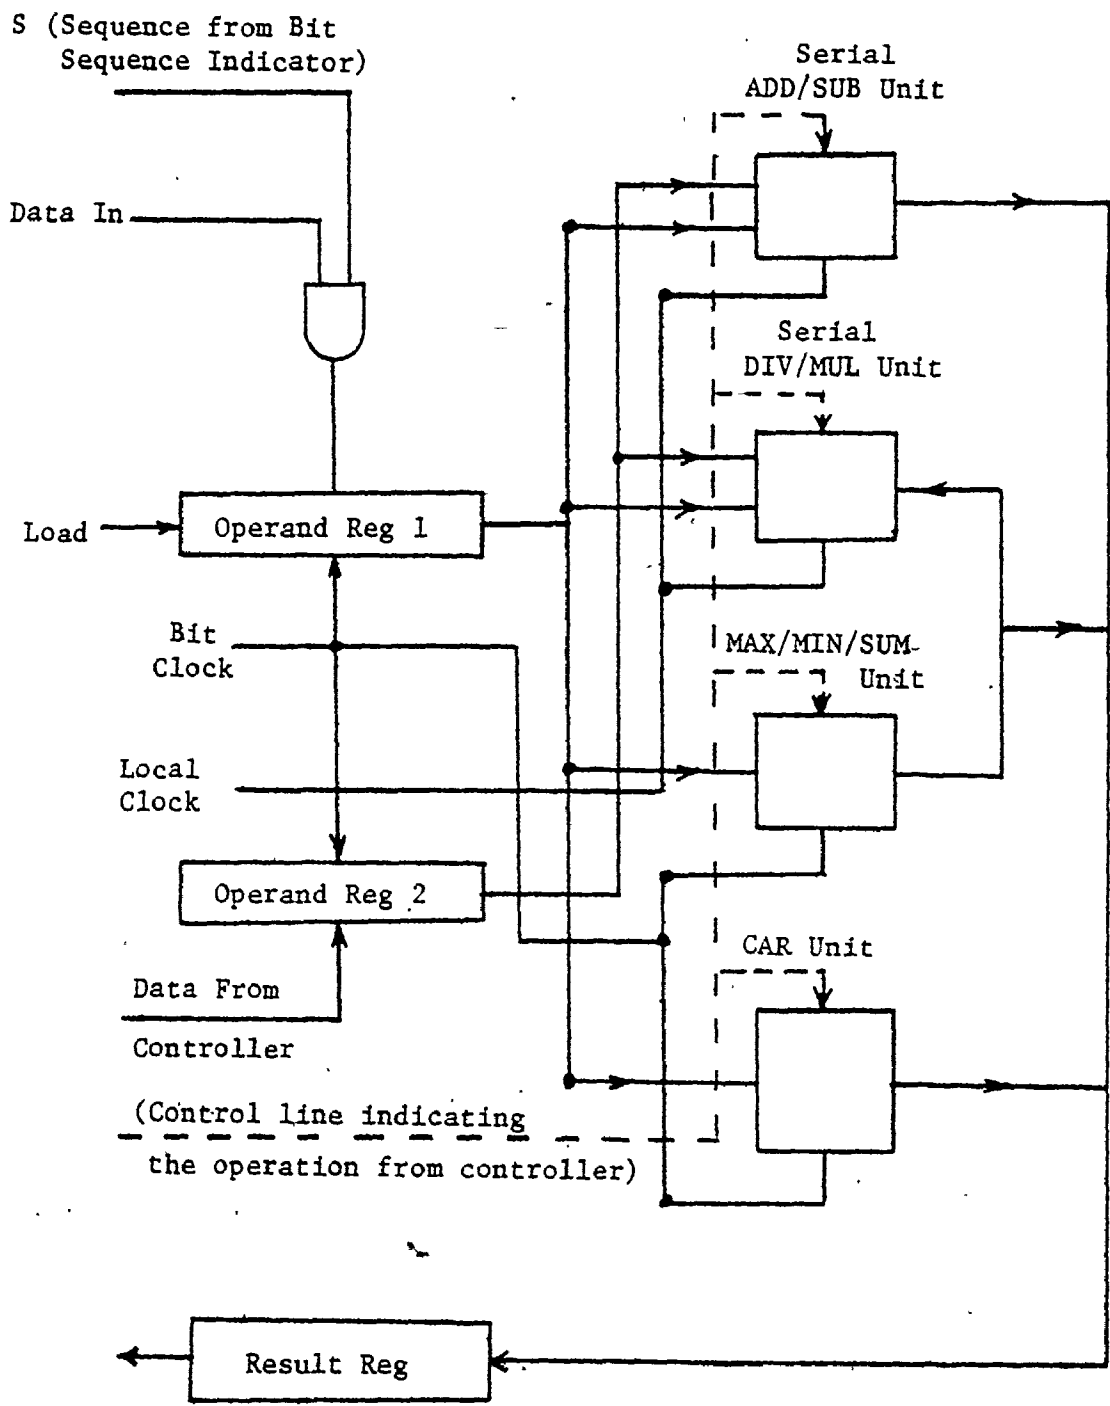 S (Sequence from Bit
Sequence Indicator)
Serial
ADD/SUB Unit
Data In
Serial
DIV/MUL Unit
Load
Operand Reg 1
Bit
Clock
MAX/MIN/SUM-
Unit
Local
Clock
Operand Reg 2
CAR Unit
Data From
Controller
(Control line indicating
the operation from controller)
Result Reg